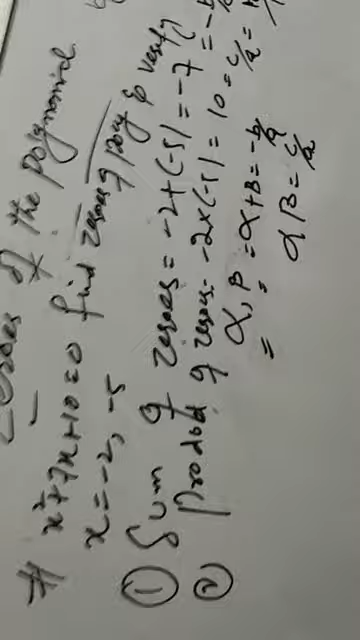 of the polynomial
# x²+7x+10=0 find zeroes of poly & verify
x = -2, -5
① Sum of zeroes = -2+(-5) = -7 = -b/a
② Product of zeroes = -2×(-5) = 10 = c/a =
α, β = α+β = -b/a
= αβ = c/a